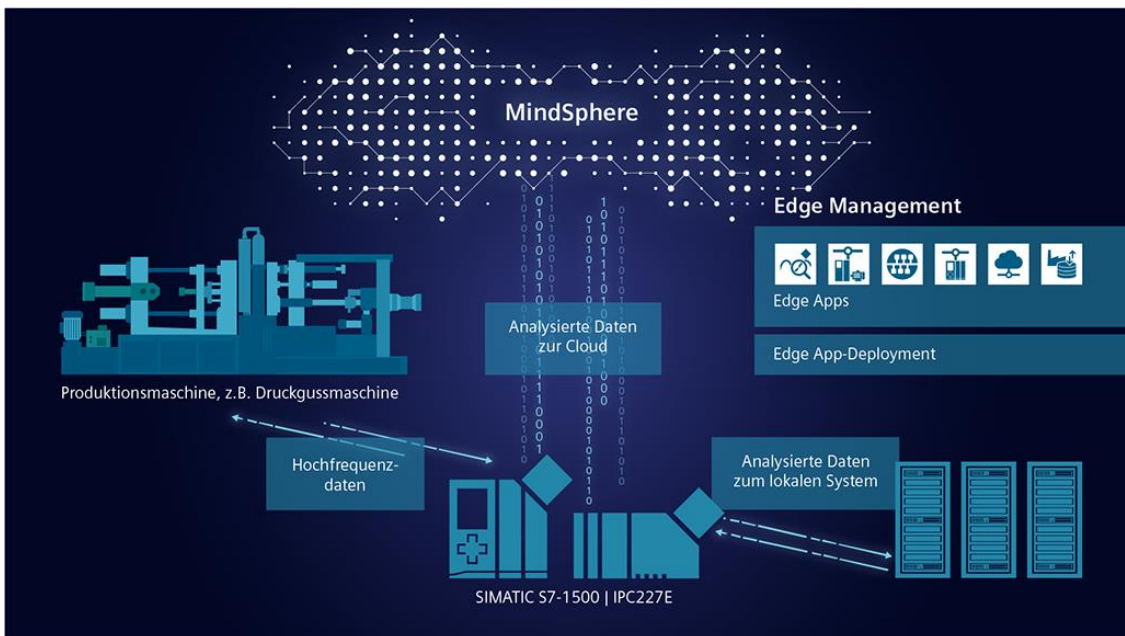 MindSphere
Edge Management
Edge Apps
Edge App-Deployment
Analysierte Daten
zur Cloud
Produktionsmaschine, z.B. Druckgussmaschine
Hochfrequenz-
daten
Analysierte Daten
zum lokalen System
SIMATIC S7-1500 | IPC227E